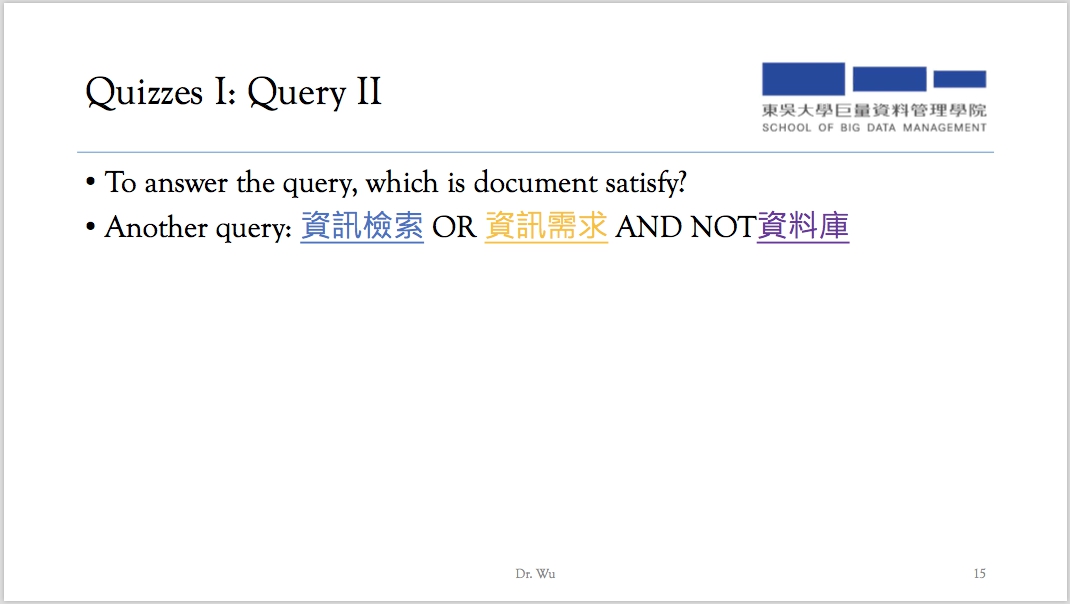 Quizzes I: Query II
東吳大學巨量資料管理學院
SCHOOL OF BIG DATA MANAGEMENT
• To answer the query, which is document satisfy?
• Another query: 資訊檢索 OR 資訊需求 AND NOT資料庫
Dr. Wu
15